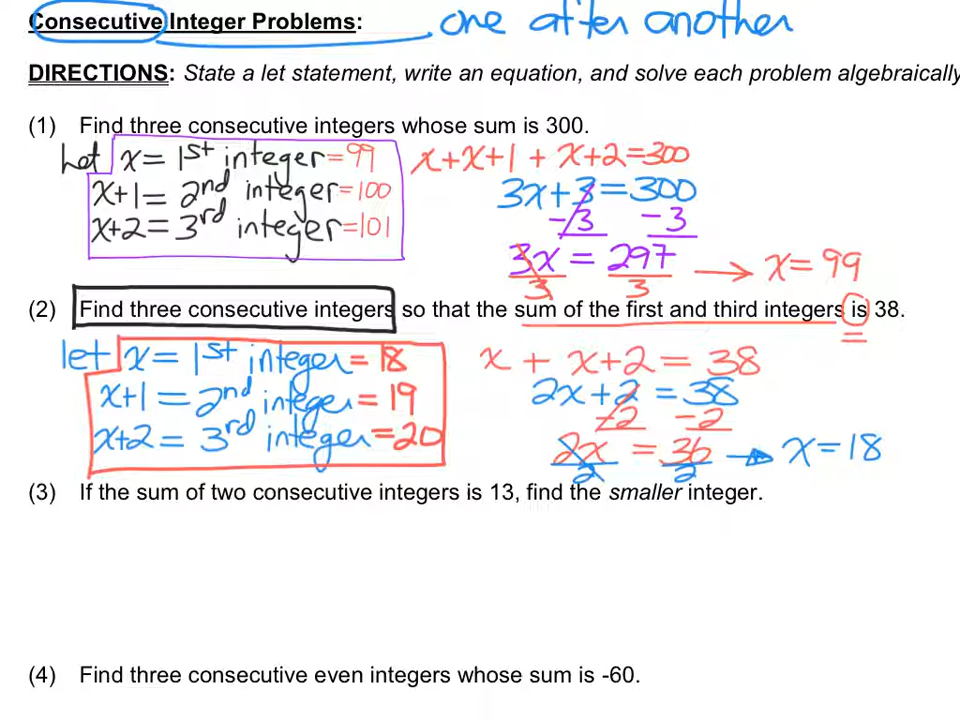 Consecutive Integer Problems: one after another
DIRECTIONS: State a let statement, write an equation, and solve each problem algebraically
(1) Find three consecutive integers whose sum is 300.
Let x = 1st integer = 99
x+1 = 2nd integer = 100
x+2 = 3rd integer = 101
x+x+1 + x+2 = 300
3x+3 = 300
-3 -3
3x = 297 → x = 99
3 3
(2) Find three consecutive integers so that the sum of the first and third integers is 38.
=
let x = 1st integer = 18
x+1 = 2nd integer = 19
x+2 = 3rd integer = 20
x + x+2 = 38
2x+2 = 38
-2 -2
2x = 36 → x = 18
2 2
(3) If the sum of two consecutive integers is 13, find the smaller integer.
(4) Find three consecutive even integers whose sum is -60.